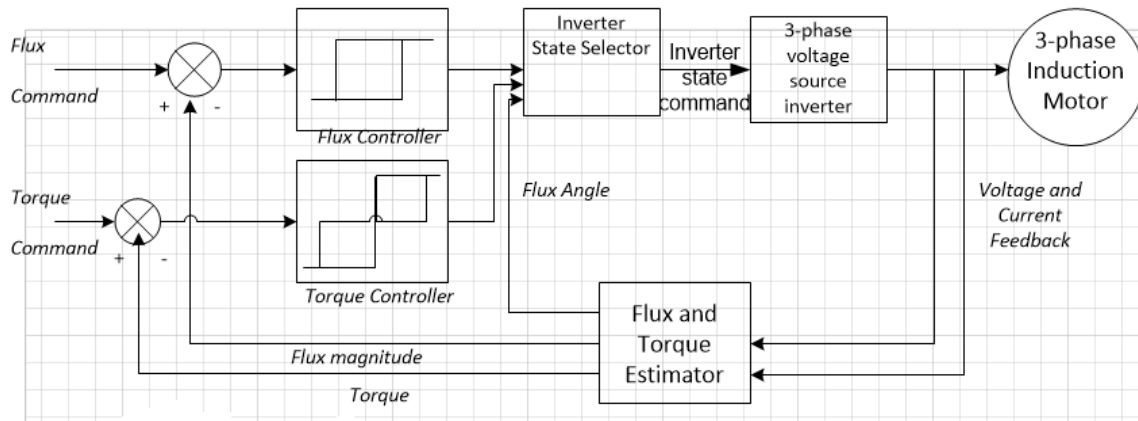 Flux
Command
+ -
Flux Controller
Inverter
State Selector
Inverter
state
command
3-phase
voltage
source
inverter
3-phase
Induction
Motor
Torque
Command
+ -
Torque Controller
Flux Angle
Voltage and
Current
Feedback
Flux and
Torque
Estimator
Flux magnitude
Torque